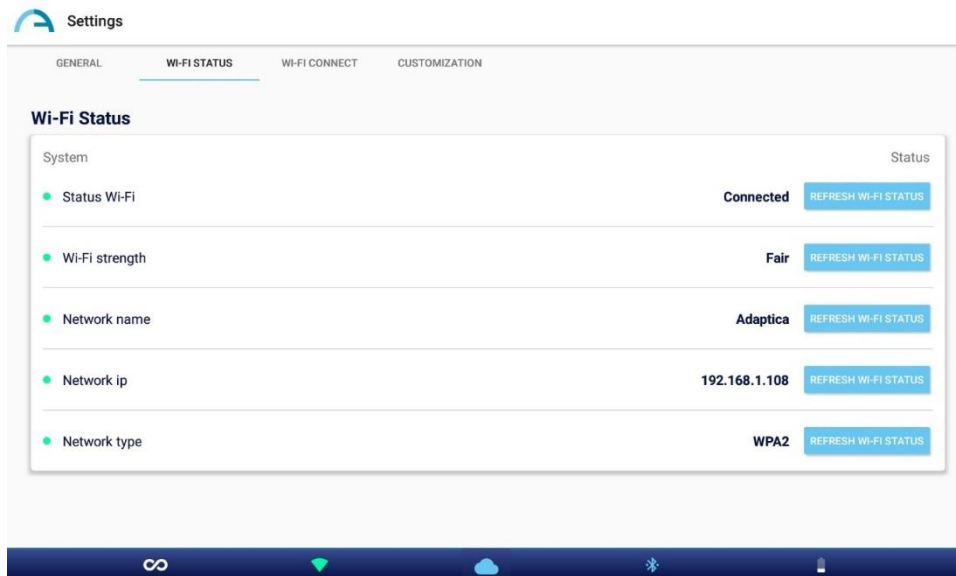 Settings
GENERAL WI-FI STATUS WI-FI CONNECT CUSTOMIZATION
Wi-Fi Status
System Status
Status Wi-Fi Connected REFRESH WI-FI STATUS
Wi-Fi strength Fair REFRESH WI-FI STATUS
Network name Adaptica REFRESH WI-FI STATUS
Network ip 192.168.1.108 REFRESH WI-FI STATUS
Network type WPA2 REFRESH WI-FI STATUS